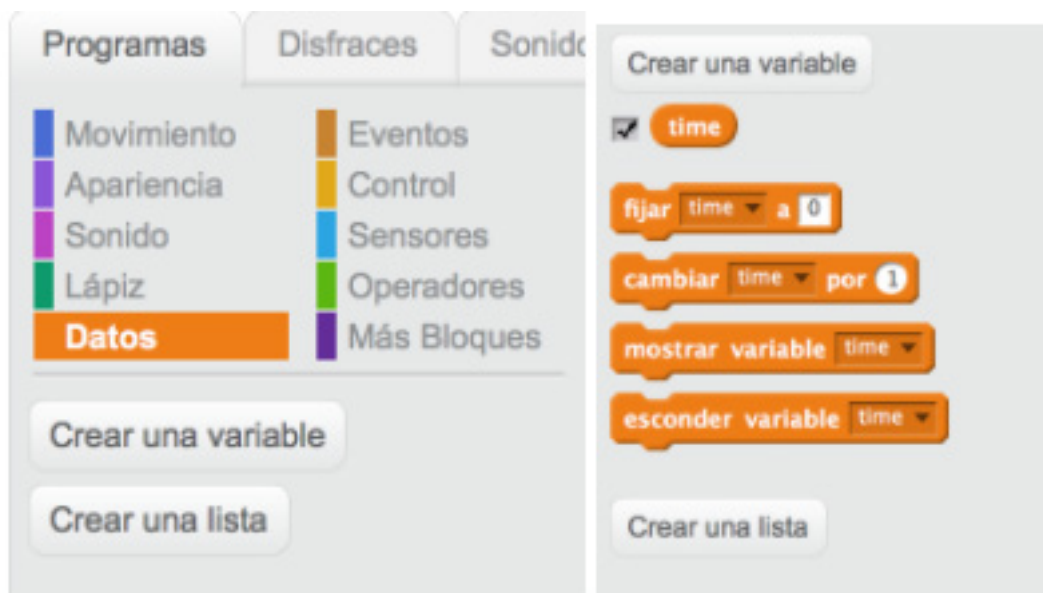 Programas Disfraces Sonido
Movimiento Eventos
Apariencia Control
Sonido Sensores
Lápiz Operadores
Datos Más Bloques
Crear una variable
Crear una lista
Crear una variable
time
fijar time a 0
cambiar time por 1
mostrar variable time
esconder variable time
Crear una lista